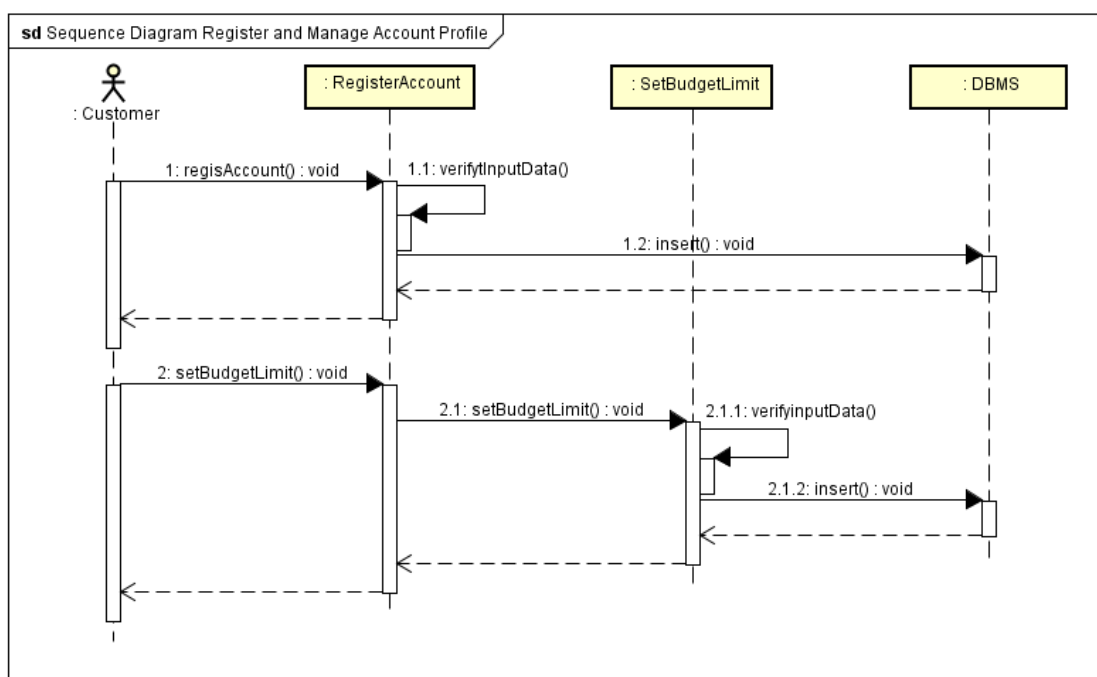 sd Sequence Diagram Register and Manage Account Profile
: Customer
: RegisterAccount
: SetBudgetLimit
: DBMS
1: regisAccount() : void
1.1: verifytInputData()
1.2: insert() : void
2: setBudgetLimit() : void
2.1: setBudgetLimit() : void
2.1.1: verifyinputData()
2.1.2: insert() : void